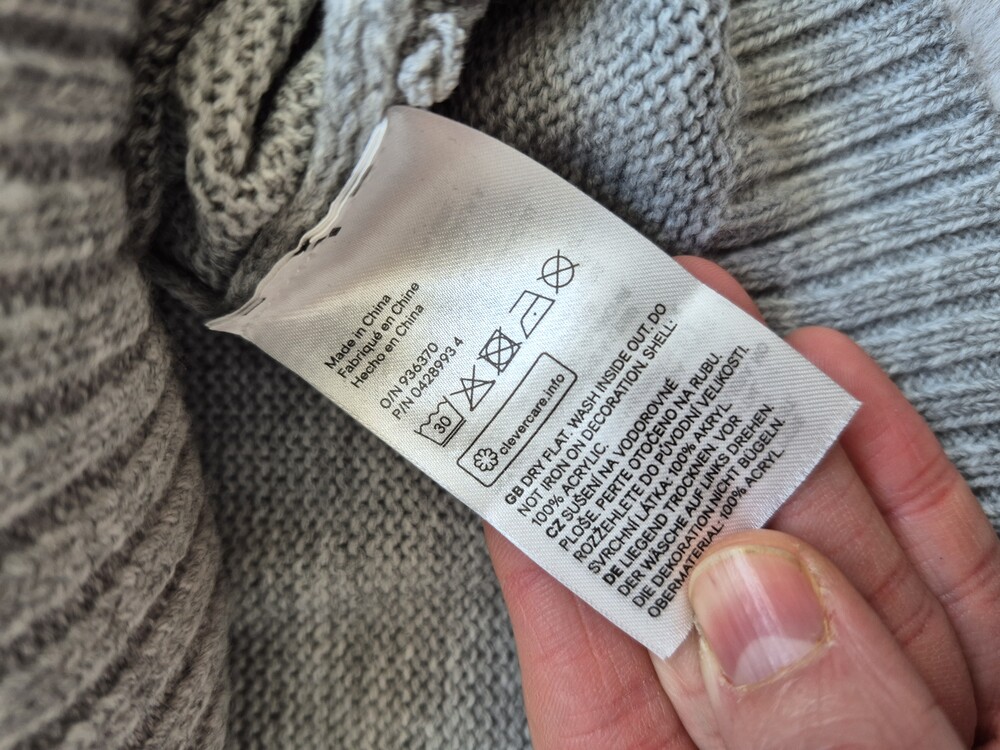 Made in China
Fabriqué en Chine
Hecho en China
O/N 936370
P/N 0428993 4
30
clevercare.info
GB DRY FLAT. WASH INSIDE OUT. DO
NOT IRON ON DECORATION. SHELL:
100% ACRYLIC.
CZ SUŠENÍ NA VODOROVNÉ
PLOŠE. PERTE OTOČENO NA RUBU.
ROZŽEHLETE DO PŮVODNÍ VELIKOSTI.
SVRCHNÍ LÁTKA: 100% AKRYL.
DE LIEGEND TROCKNEN. VOR
DER WÄSCHE AUF LINKS DREHEN.
DIE DEKORATION NICHT BÜGELN.
OBERMATERIAL: 100% ACRYL.